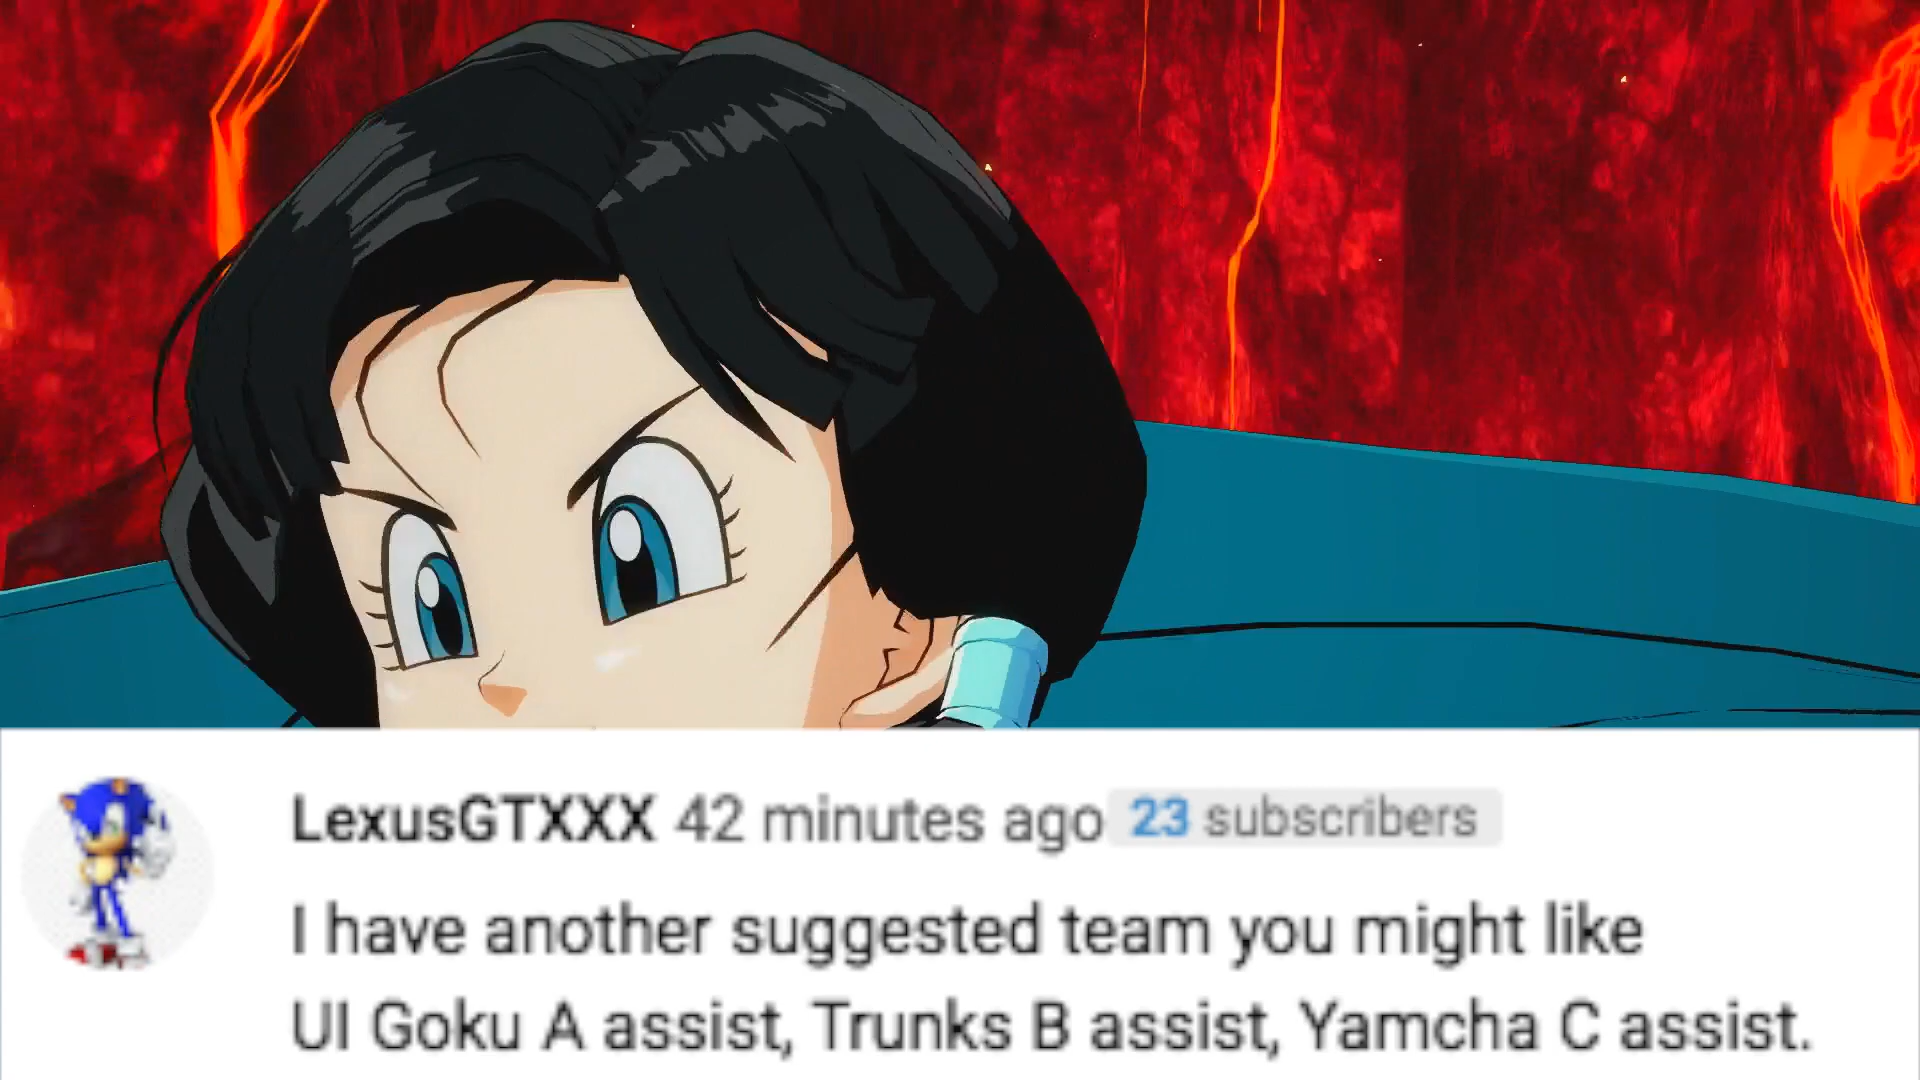 LexusGTXXX 42 minutes ago 23 subscribers
I have another suggested team you might like
UI Goku A assist, Trunks B assist, Yamcha C assist.